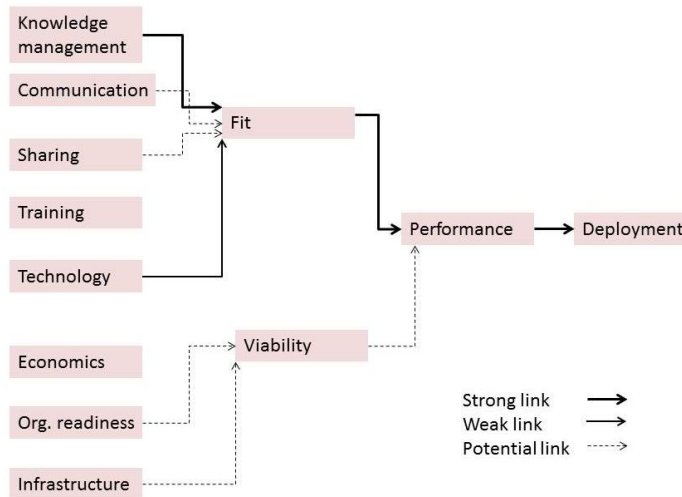 Knowledge
management
Communication
Fit
Sharing
Training
Performance
Deployment
Technology
Viability
Economics
Strong link
Org. readiness
Weak link
Potential link
Infrastructure